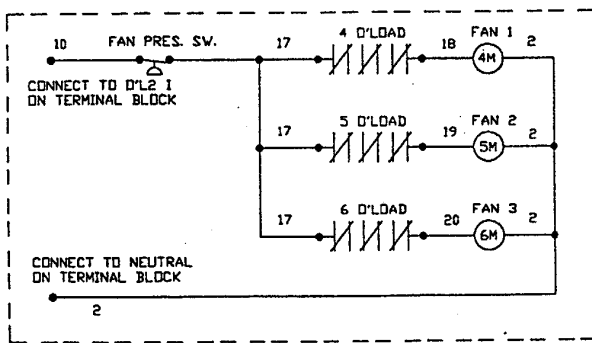 10 FAN PRES. SW. 17 4 O'LOAD 18 FAN 1 2
4M
CONNECT TO O'L2 1
ON TERMINAL BLOCK
17 5 O'LOAD 19 FAN 2 2
5M
17 6 O'LOAD 20 FAN 3 2
6M
CONNECT TO NEUTRAL
ON TERMINAL BLOCK
2